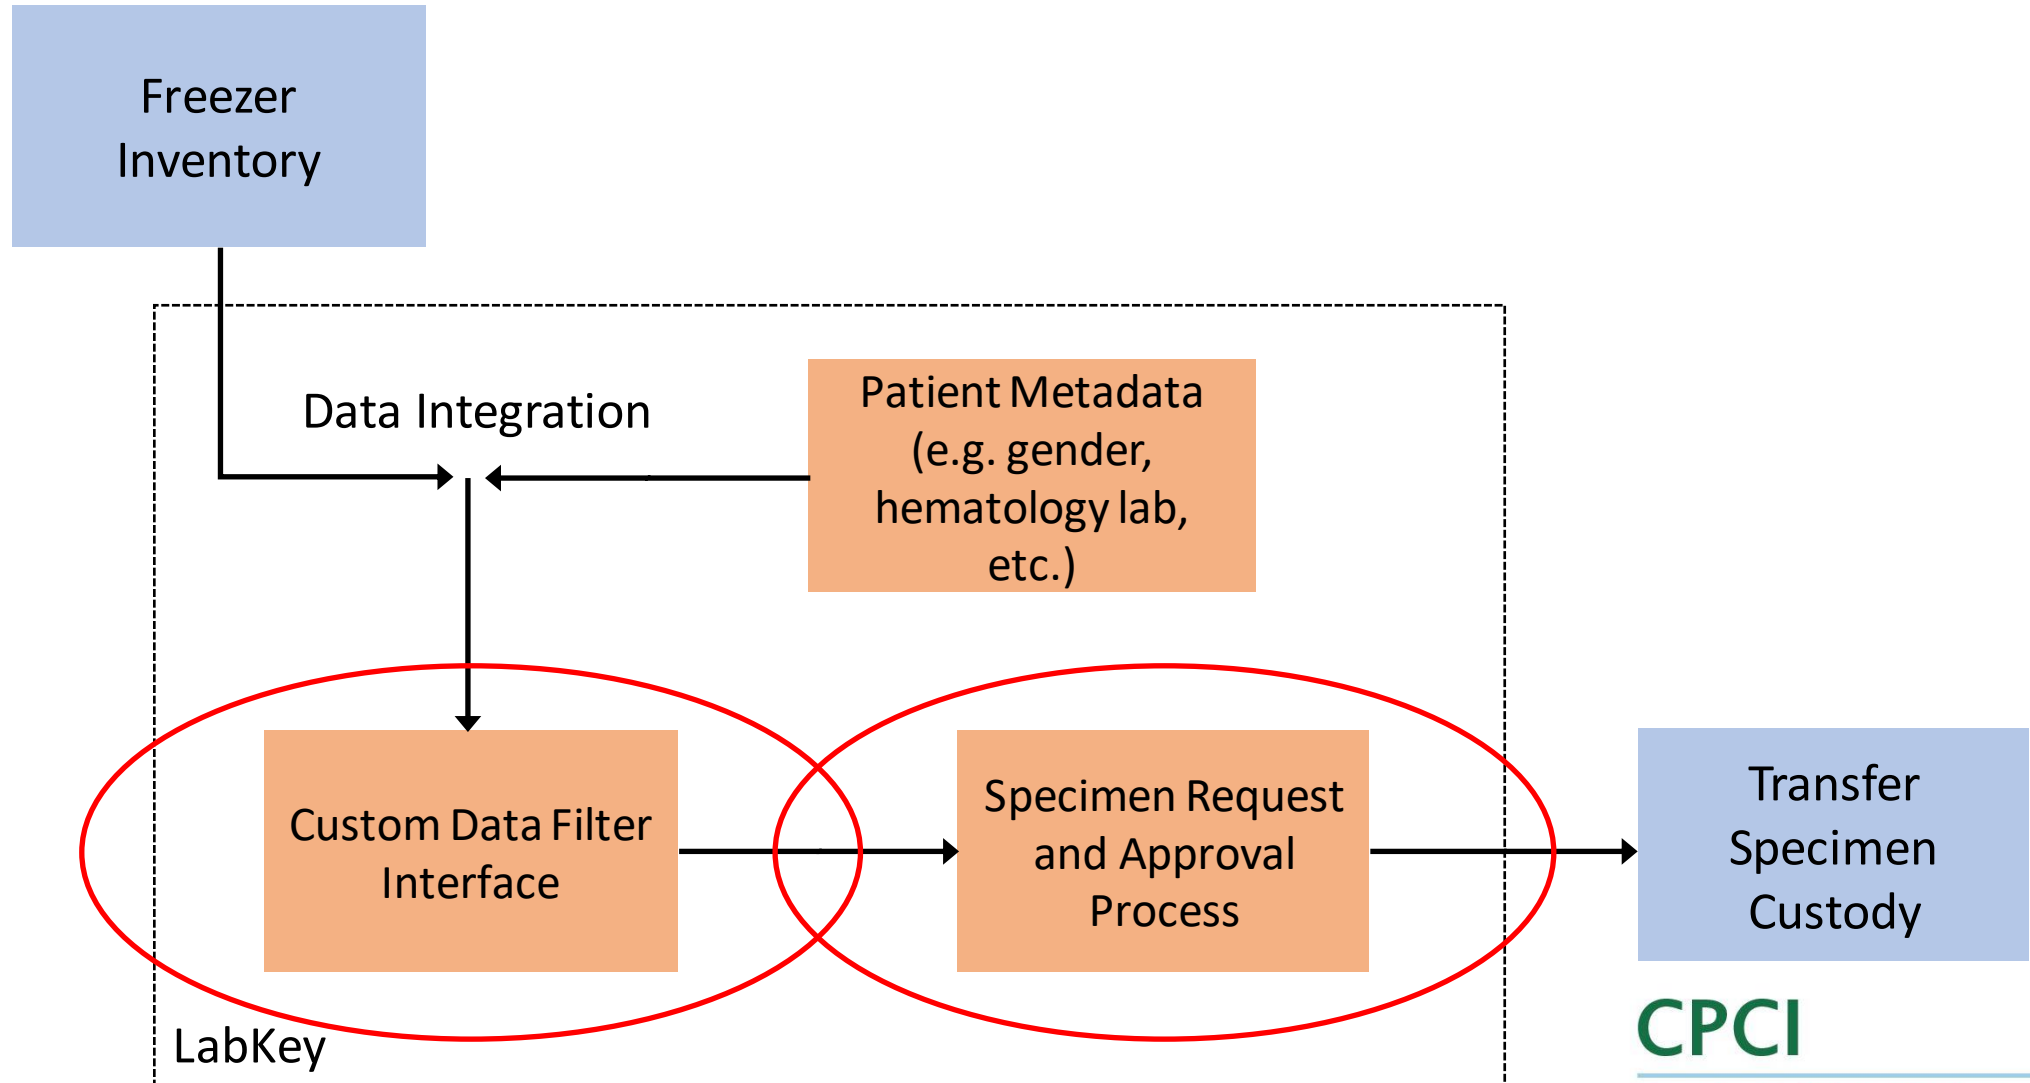 Freezer
Inventory
Data Integration
Patient Metadata
(e.g. gender,
hematology lab,
etc.)
Custom Data Filter
Interface
Specimen Request
and Approval
Process
Transfer
Specimen
Custody
LabKey
CPCI